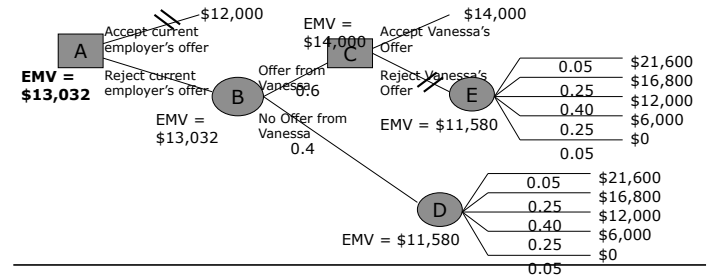 $12,000
Accept current
employer's offer
A
EMV =
$13,032
Reject current
employer's offer
B
EMV =
$13,032
Offer from
Vanessa
0.6
No Offer from
Vanessa
0.4
EMV =
$14,000
C
$14,000
Accept Vanessa's
Offer
Reject Vanessa's
Offer
E
EMV = $11,580
0.05
$21,600
0.25
$16,800
0.40
$12,000
0.25
$6,000
0.05
$0
D
EMV = $11,580
0.05
$21,600
0.25
$16,800
0.40
$12,000
0.25
$6,000
0.05
$0